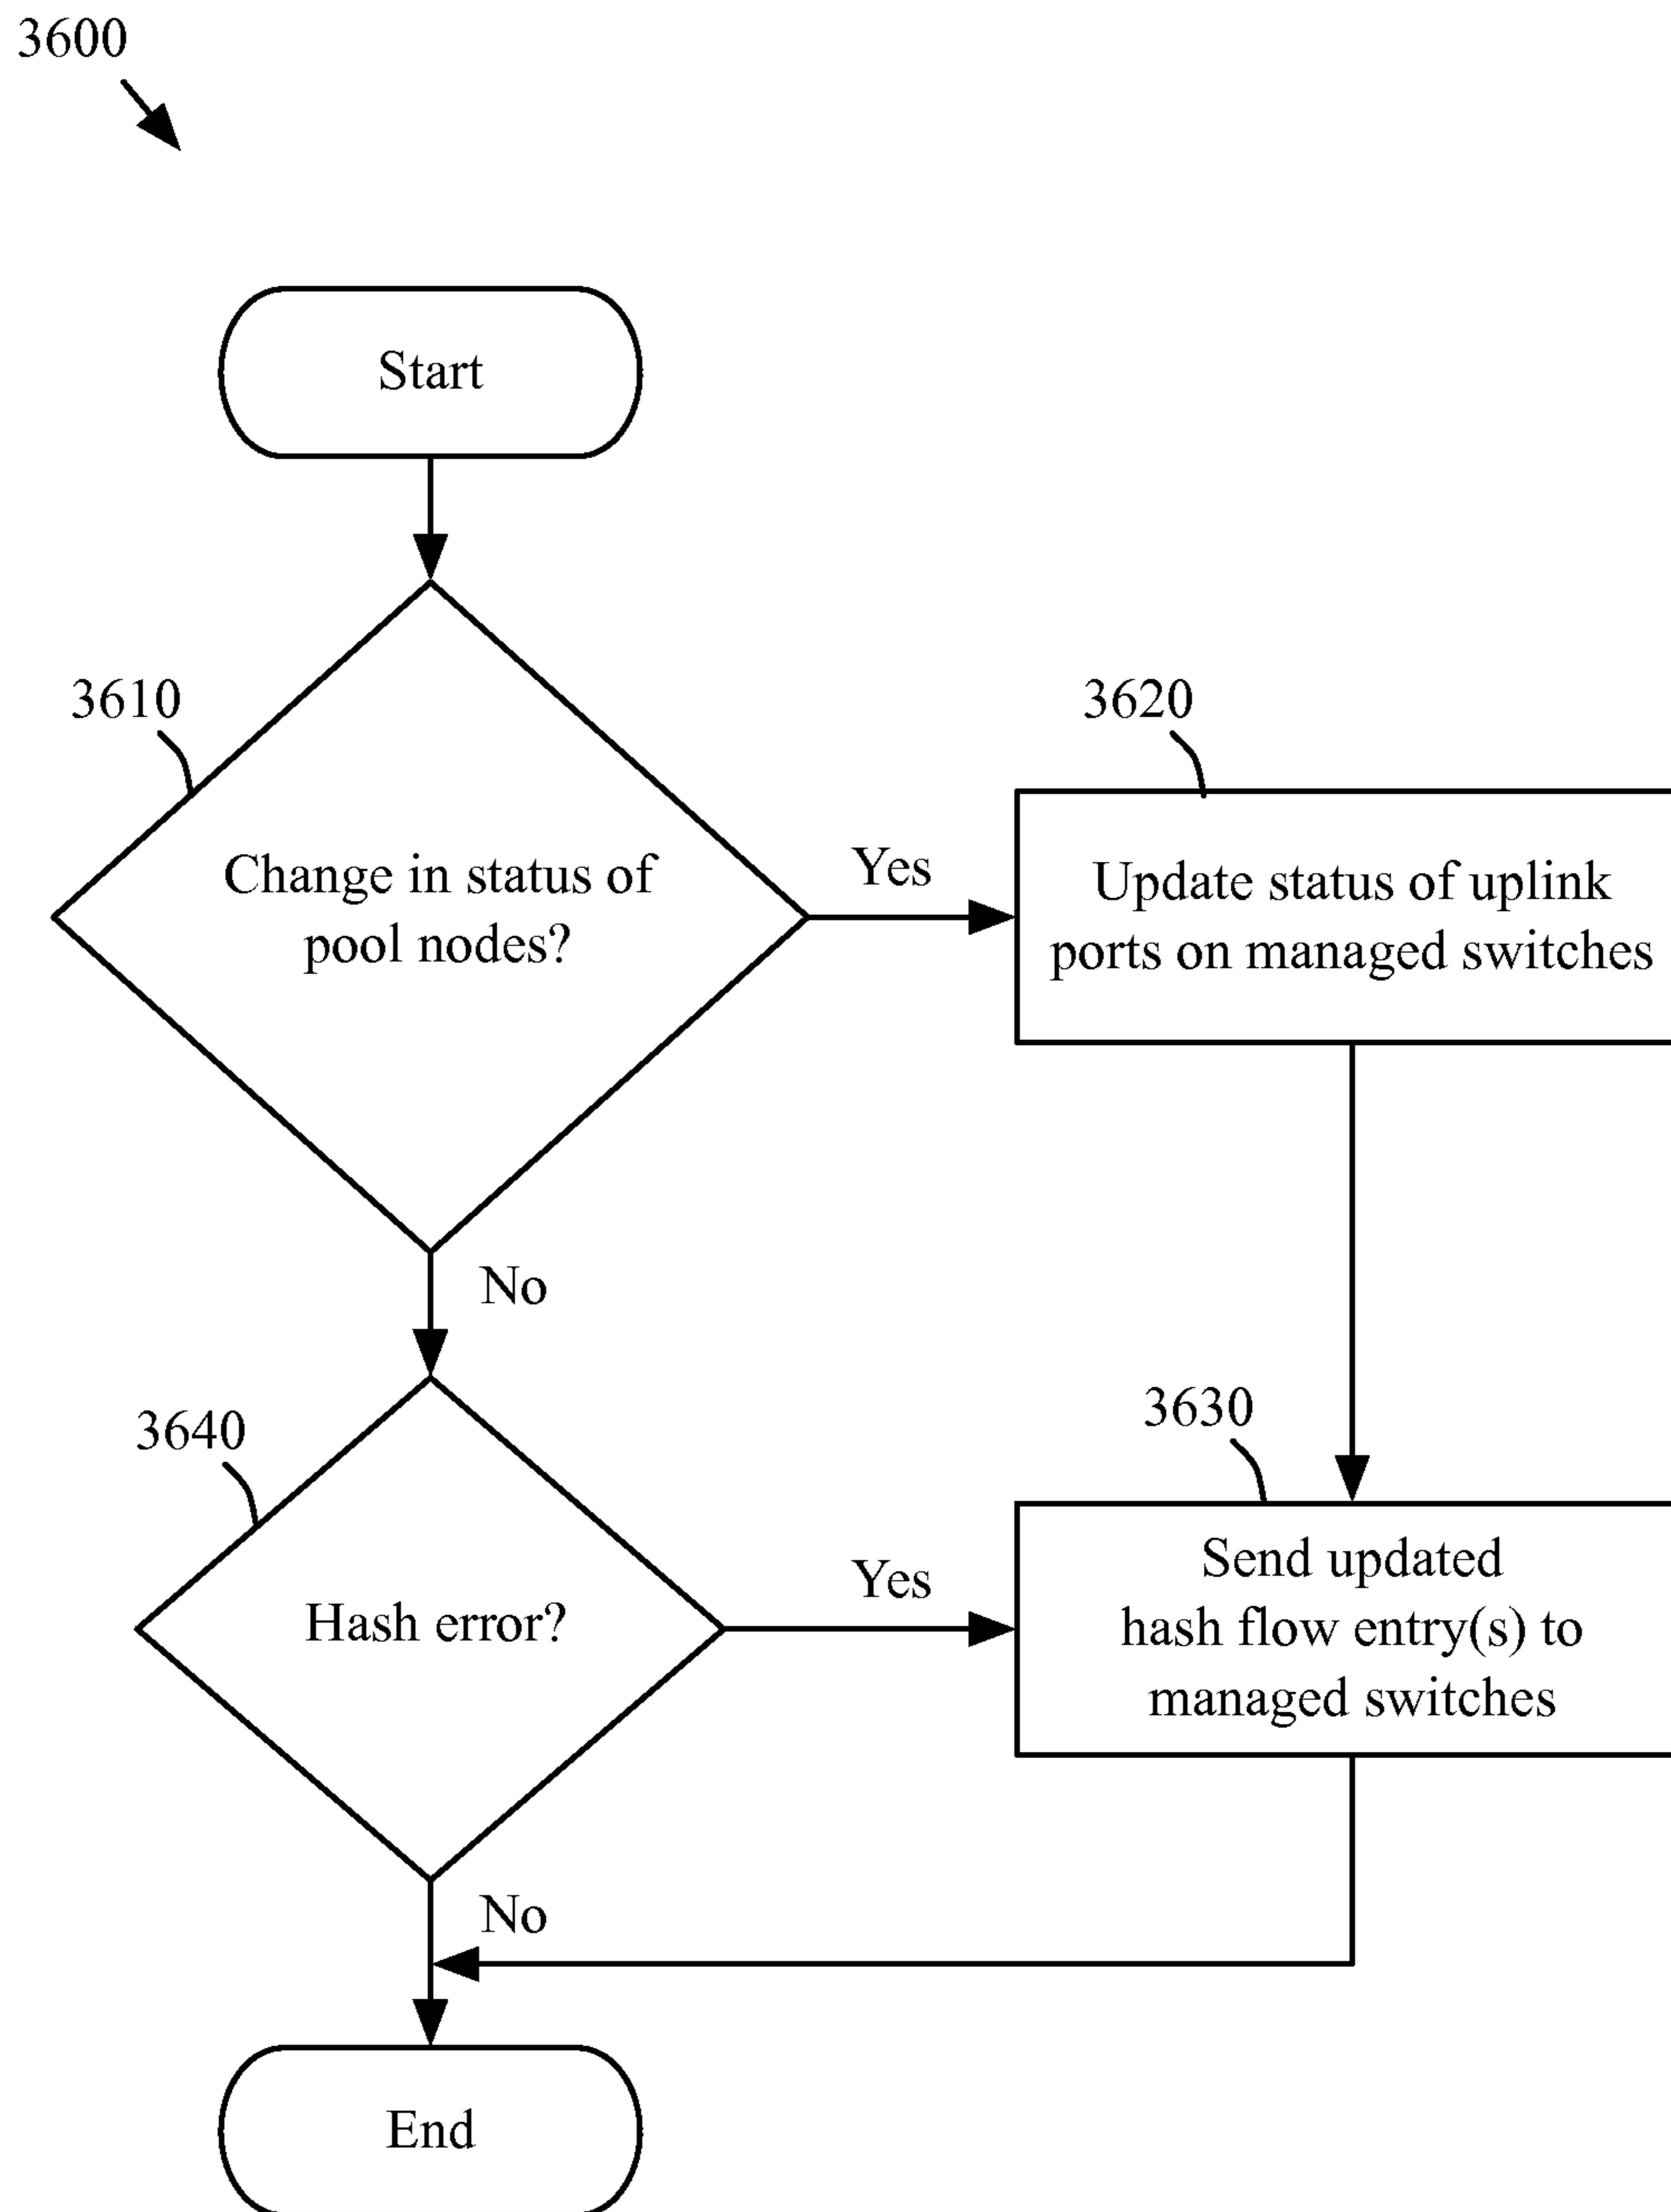 3600
Start
3610
Change in status of
pool nodes?
Yes
3620
Update status of uplink
ports on managed switches
No
3640
Hash error?
Yes
3630
Send updated
hash flow entry(s) to
managed switches
No
End